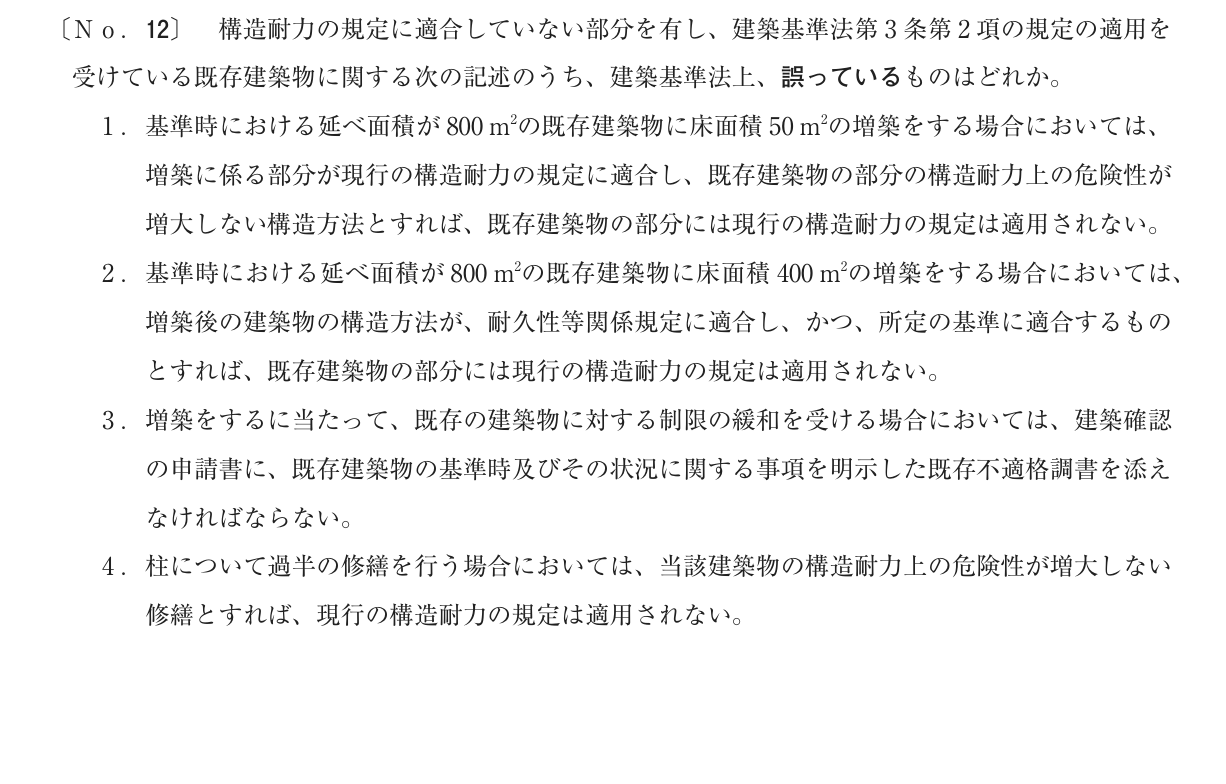 〔Ｎｏ．12〕　構造耐力の規定に適合していない部分を有し、建築基準法第３条第２項の規定の適用を
受けている既存建築物に関する次の記述のうち、建築基準法上、誤っているものはどれか。
１．基準時における延べ面積が 800 m²の既存建築物に床面積 50 m²の増築をする場合においては、
増築に係る部分が現行の構造耐力の規定に適合し、既存建築物の部分の構造耐力上の危険性が
増大しない構造方法とすれば、既存建築物の部分には現行の構造耐力の規定は適用されない。
２．基準時における延べ面積が 800 m²の既存建築物に床面積 400 m²の増築をする場合においては、
増築後の建築物の構造方法が、耐久性等関係規定に適合し、かつ、所定の基準に適合するもの
とすれば、既存建築物の部分には現行の構造耐力の規定は適用されない。
３．増築をするに当たって、既存の建築物に対する制限の緩和を受ける場合においては、建築確認
の申請書に、既存建築物の基準時及びその状況に関する事項を明示した既存不適格調書を添え
なければならない。
４．柱について過半の修繕を行う場合においては、当該建築物の構造耐力上の危険性が増大しない
修繕とすれば、現行の構造耐力の規定は適用されない。